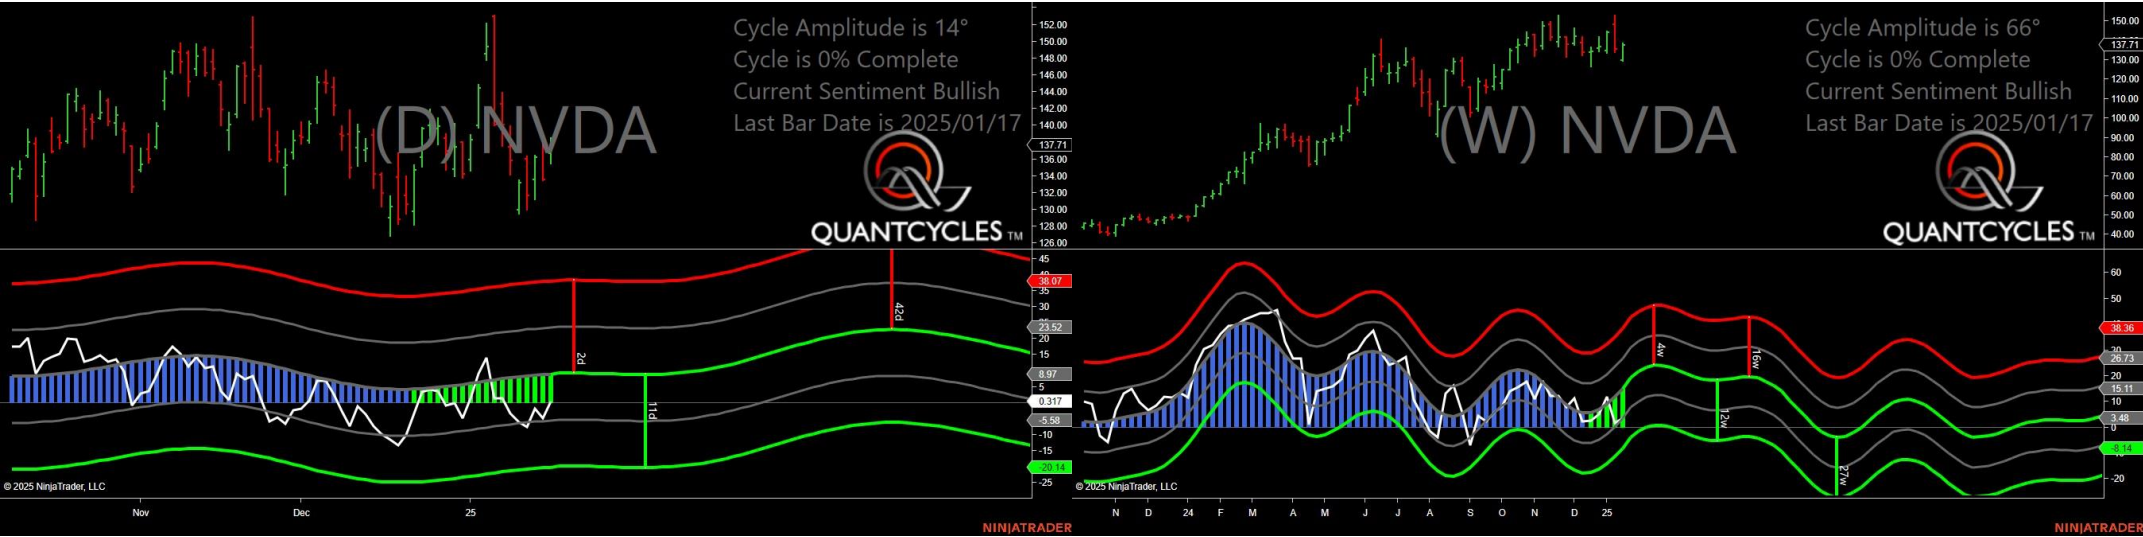 Cycle Amplitude is 14°
Cycle is 0% Complete
Current Sentiment Bullish
Last Bar Date is 2025/01/17
(D) NVDA
QUANTCYCLES TM
152.00
150.00
148.00
146.00
144.00
142.00
140.00
137.71
136.00
134.00
132.00
130.00
128.00
126.00
45
38.07
35
30
23.52
20
15
8.97
5
0.317
-5.58
-10
-15
-20.14
-25
2d
11d
42d
© 2025 NinjaTrader, LLC
Nov
Dec
25
NINJATRADER
Cycle Amplitude is 66°
Cycle is 0% Complete
Current Sentiment Bullish
Last Bar Date is 2025/01/17
(W) NVDA
QUANTCYCLES TM
150.00
137.71
130.00
120.00
110.00
100.00
90.00
80.00
70.00
60.00
50.00
40.00
60
50
38.36
26.73
20
15.11
10
3.48
0
-8.14
-20
4w
12w
16w
27w
© 2025 NinjaTrader, LLC
N D 24 F M A M J J A S O N D 25
NINJATRADER